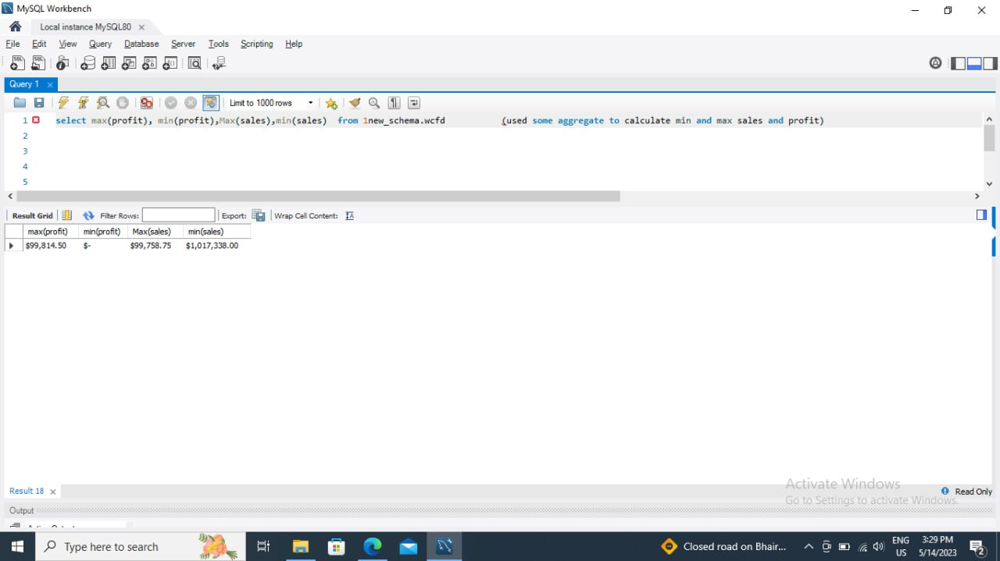 MySQL Workbench
Local instance MySQL80
File Edit View Query Database Server Tools Scripting Help
Query 1
Limit to 1000 rows
1 select max(profit), min(profit),Max(sales),min(sales) from 1new_schema.wcfd (used some aggregate to calculate min and max sales and profit)
2
3
4
5
Result Grid Filter Rows: Export: Wrap Cell Content:
max(profit) min(profit) Max(sales) min(sales)
$99,814.50 $- $99,758.75 $1,017,338.00
Activate Windows
Result 18 Read Only
Go to Settings to activate Windows.
Output
Type here to search Closed road on Bhair... ENG US 3:29 PM 5/14/2023 2